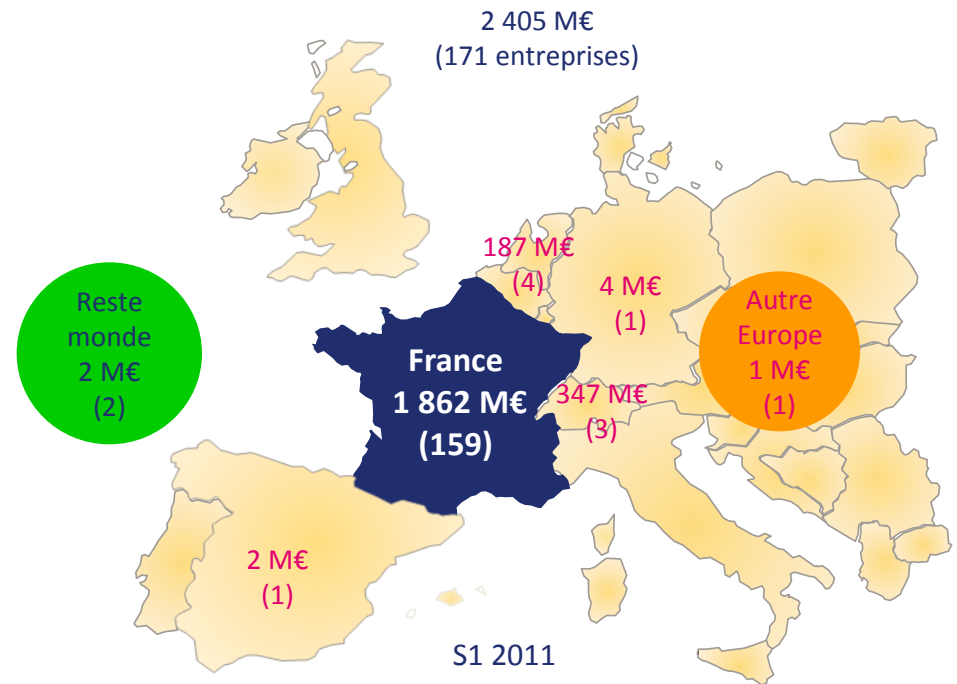 2 405 M€
(171 entreprises)
187 M€
(4)
4 M€
(1)
Reste
monde
2 M€
(2)
Autre
Europe
1 M€
(1)
France
1 862 M€
(159)
347 M€
(3)
2 M€
(1)
S1 2011